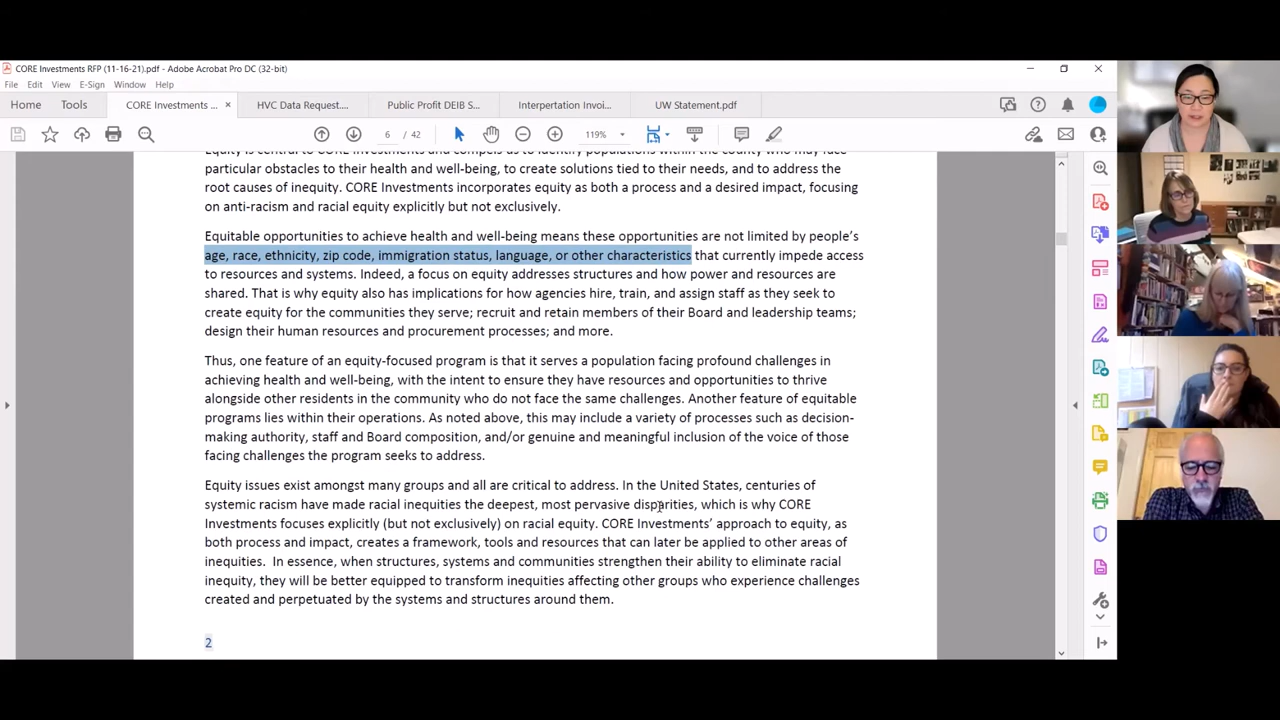 CORE Investments RFP (11-16-21).pdf - Adobe Acrobat Pro DC (32-bit)
File Edit View E-Sign Window Help
Home Tools CORE Investments ... × HVC Data Request.... Public Profit DEIB S... Interpertation Invoi... UW Statement.pdf
6 / 42 119%
Equity is central to CORE Investments and compels us to identify populations within the county who may face
particular obstacles to their health and well-being, to create solutions tied to their needs, and to address the
root causes of inequity. CORE Investments incorporates equity as both a process and a desired impact, focusing
on anti-racism and racial equity explicitly but not exclusively.
Equitable opportunities to achieve health and well-being means these opportunities are not limited by people's
age, race, ethnicity, zip code, immigration status, language, or other characteristics that currently impede access
to resources and systems. Indeed, a focus on equity addresses structures and how power and resources are
shared. That is why equity also has implications for how agencies hire, train, and assign staff as they seek to
create equity for the communities they serve; recruit and retain members of their Board and leadership teams;
design their human resources and procurement processes; and more.
Thus, one feature of an equity-focused program is that it serves a population facing profound challenges in
achieving health and well-being, with the intent to ensure they have resources and opportunities to thrive
alongside other residents in the community who do not face the same challenges. Another feature of equitable
programs lies within their operations. As noted above, this may include a variety of processes such as decision-
making authority, staff and Board composition, and/or genuine and meaningful inclusion of the voice of those
facing challenges the program seeks to address.
Equity issues exist amongst many groups and all are critical to address. In the United States, centuries of
systemic racism have made racial inequities the deepest, most pervasive disparities, which is why CORE
Investments focuses explicitly (but not exclusively) on racial equity. CORE Investments' approach to equity, as
both process and impact, creates a framework, tools and resources that can later be applied to other areas of
inequities. In essence, when structures, systems and communities strengthen their ability to eliminate racial
inequity, they will be better equipped to transform inequities affecting other groups who experience challenges
created and perpetuated by the systems and structures around them.
2